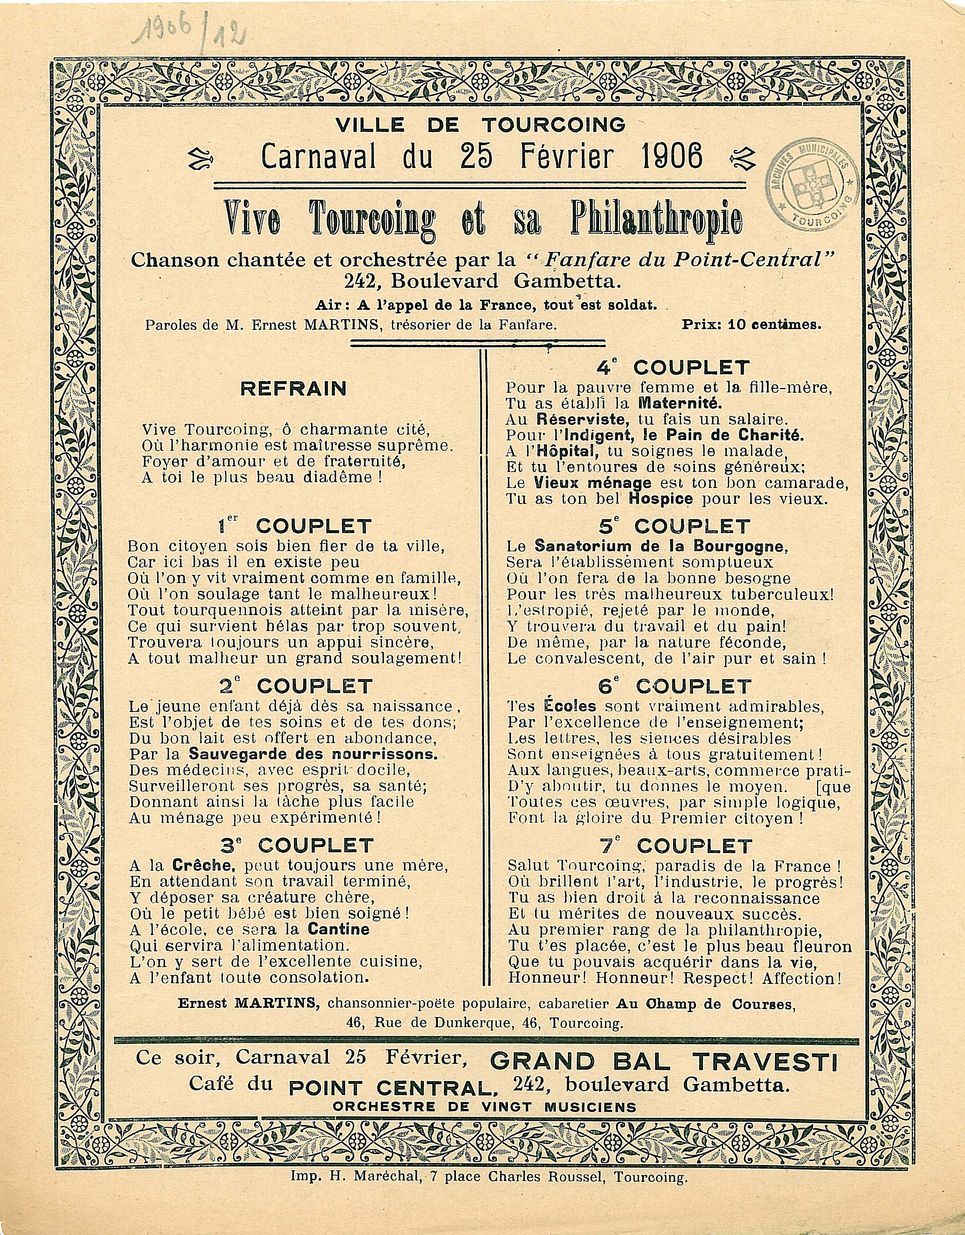 1906/12
VILLE DE TOURCOING
Carnaval du 25 Février 1906
ARCHIVES MUNICIPALES
TOURCOING
Vive Tourcoing et sa Philanthropie
Chanson chantée et orchestrée par la “ Fanfare du Point-Central”
242, Boulevard Gambetta.
Air : A l'appel de la France, tout est soldat.
Paroles de M. Ernest MARTINS, trésorier de la Fanfare. Prix: 10 centimes.
REFRAIN
Vive Tourcoing, ô charmante cité,
Où l'harmonie est maîtresse suprême.
Foyer d'amour et de fraternité,
A toi le plus beau diadême !
1er COUPLET
Bon citoyen sois bien fier de ta ville,
Car ici bas il en existe peu
Où l'on y vit vraiment comme en famille,
Où l'on soulage tant le malheureux !
Tout tourquennois atteint par la misère,
Ce qui survient hélas par trop souvent,
Trouvera toujours un appui sincère,
A tout malheur un grand soulagement!
2e COUPLET
Le jeune enfant déjà dès sa naissance,
Est l'objet de tes soins et de tes dons;
Du bon lait est offert en abondance,
Par la Sauvegarde des nourrissons.
Des médecins, avec esprit docile,
Surveilleront ses progrès, sa santé;
Donnant ainsi la tâche plus facile
Au ménage peu expérimenté !
3e COUPLET
A la Crêche, peut toujours une mère,
En attendant son travail terminé,
Y déposer sa créature chère,
Où le petit bébé est bien soigné !
A l'école, ce sera la Cantine
Qui servira l'alimentation.
L'on y sert de l'excellente cuisine,
A l'enfant toute consolation.
4e COUPLET
Pour la pauvre femme et la fille-mère,
Tu as établi la Maternité.
Au Réserviste, tu fais un salaire.
Pour l'Indigent, le Pain de Charité.
A l'Hôpital, tu soignes le malade,
Et tu l'entoures de soins généreux;
Le Vieux ménage est ton bon camarade,
Tu as ton bel Hospice pour les vieux.
5e COUPLET
Le Sanatorium de la Bourgogne,
Sera l'établissement somptueux
Où l'on fera de la bonne besogne
Pour les très malheureux tuberculeux!
L'estropié, rejeté par le monde,
Y trouvera du travail et du pain!
De même, par la nature féconde,
Le convalescent, de l'air pur et sain !
6e COUPLET
Tes Écoles sont vraiment admirables,
Par l'excellence de l'enseignement;
Les lettres, les siences désirables
Sont enseignées à tous gratuitement !
Aux langues, beaux-arts, commerce prati-
D'y aboutir, tu donnes le moyen. [que
Toutes ces œuvres, par simple logique,
Font la gloire du Premier citoyen !
7e COUPLET
Salut Tourcoing, paradis de la France !
Où brillent l'art, l'industrie, le progrès!
Tu as bien droit à la reconnaissance
Et tu mérites de nouveaux succès.
Au premier rang de la philanthropie,
Tu t'es placée, c'est le plus beau fleuron
Que tu pouvais acquérir dans la vie,
Honneur! Honneur! Respect! Affection!
Ernest MARTINS, chansonnier-poëte populaire, cabaretier Au Champ de Courses,
46, Rue de Dunkerque, 46, Tourcoing.
Ce soir, Carnaval 25 Février, GRAND BAL TRAVESTI
Café du POINT CENTRAL, 242, boulevard Gambetta.
ORCHESTRE DE VINGT MUSICIENS
Imp. H. Maréchal, 7 place Charles Roussel, Tourcoing.